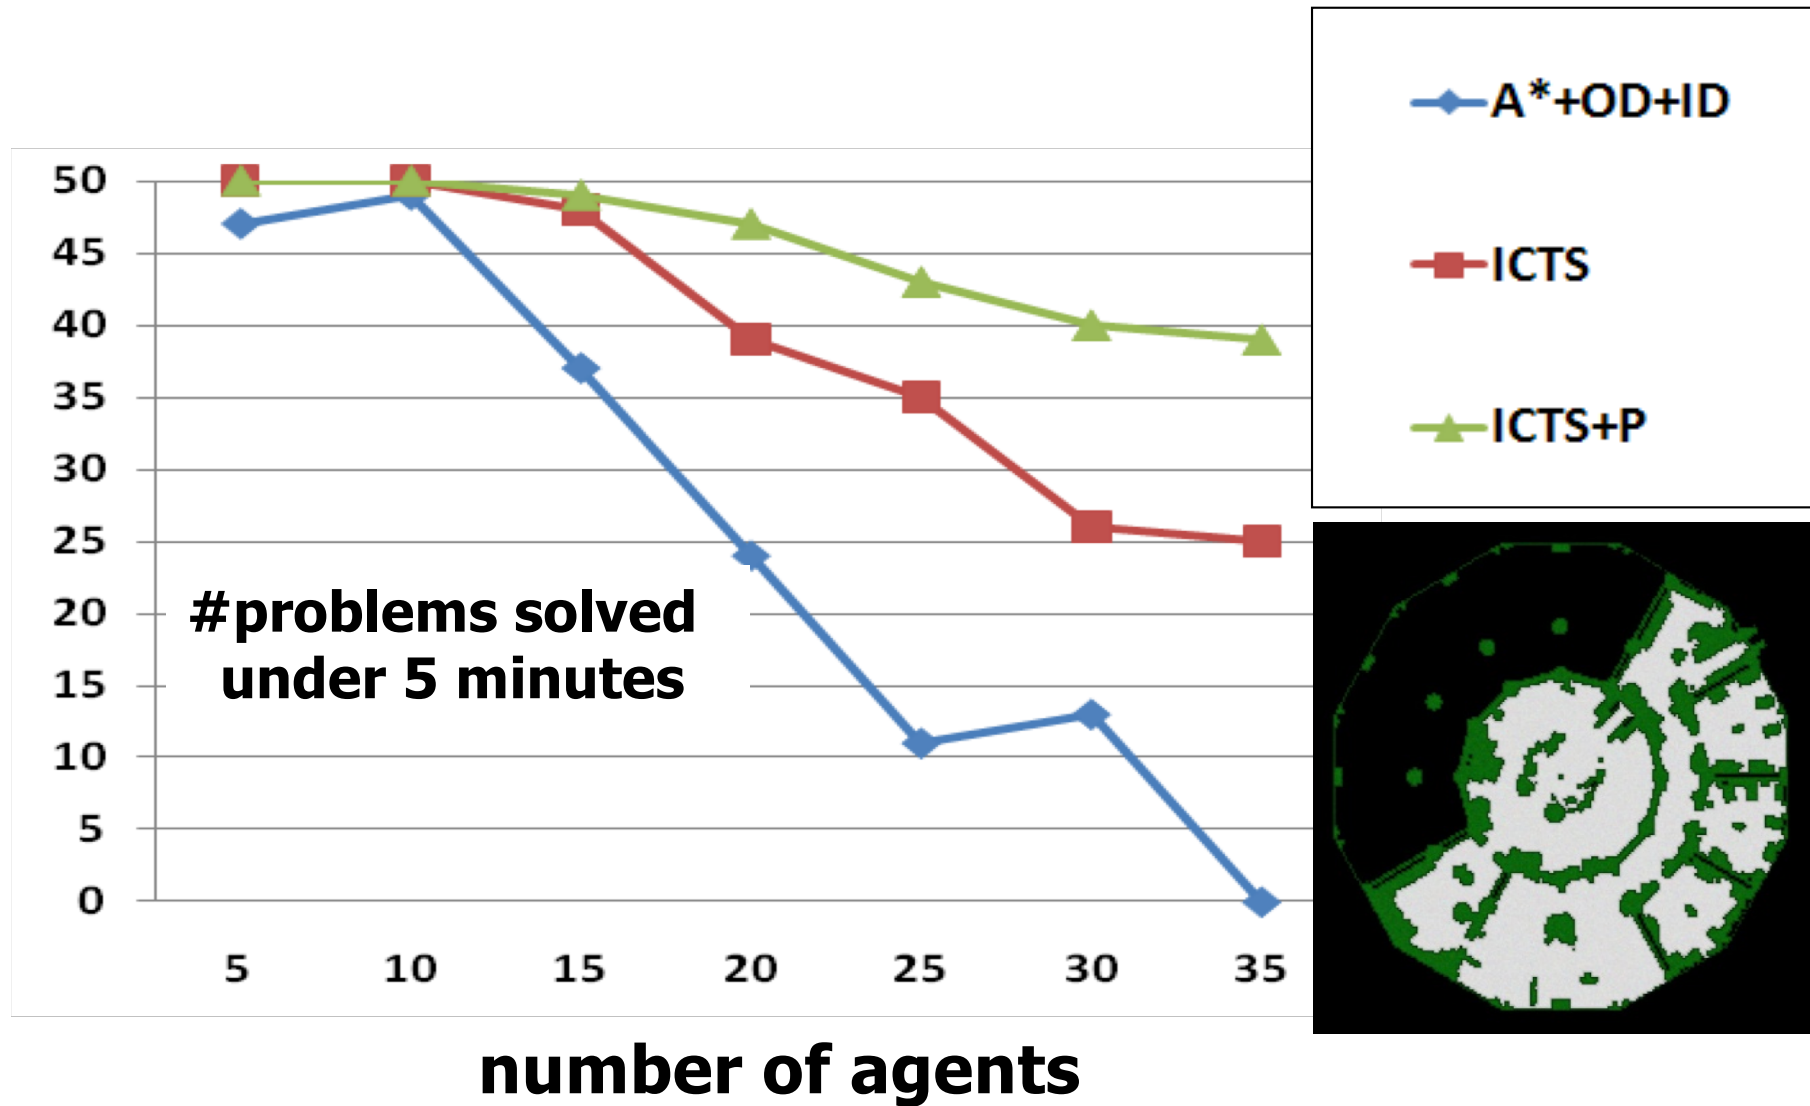 A*+OD+ID
ICTS
ICTS+P
50
45
40
35
30
25
20
15
10
5
0
#problems solved
under 5 minutes
5 10 15 20 25 30 35
number of agents